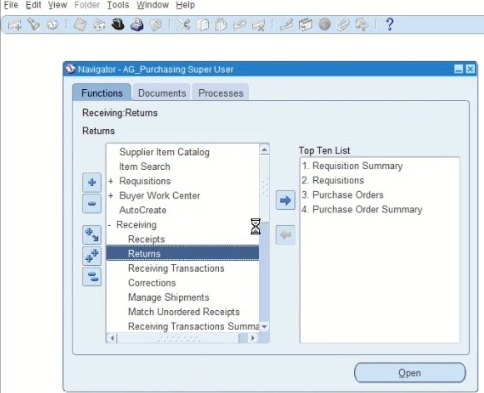 File Edit View Folder Tools Window Help
Navigator - AG_Purchasing Super User
Functions Documents Processes
Receiving:Returns
Returns
Supplier Item Catalog
Item Search
+ Requisitions
+ Buyer Work Center
AutoCreate
- Receiving
Receipts
Returns
Receiving Transactions
Corrections
Manage Shipments
Match Unordered Receipts
Receiving Transactions Summa
Top Ten List
1. Requisition Summary
2. Requisitions
3. Purchase Orders
4. Purchase Order Summary
Open